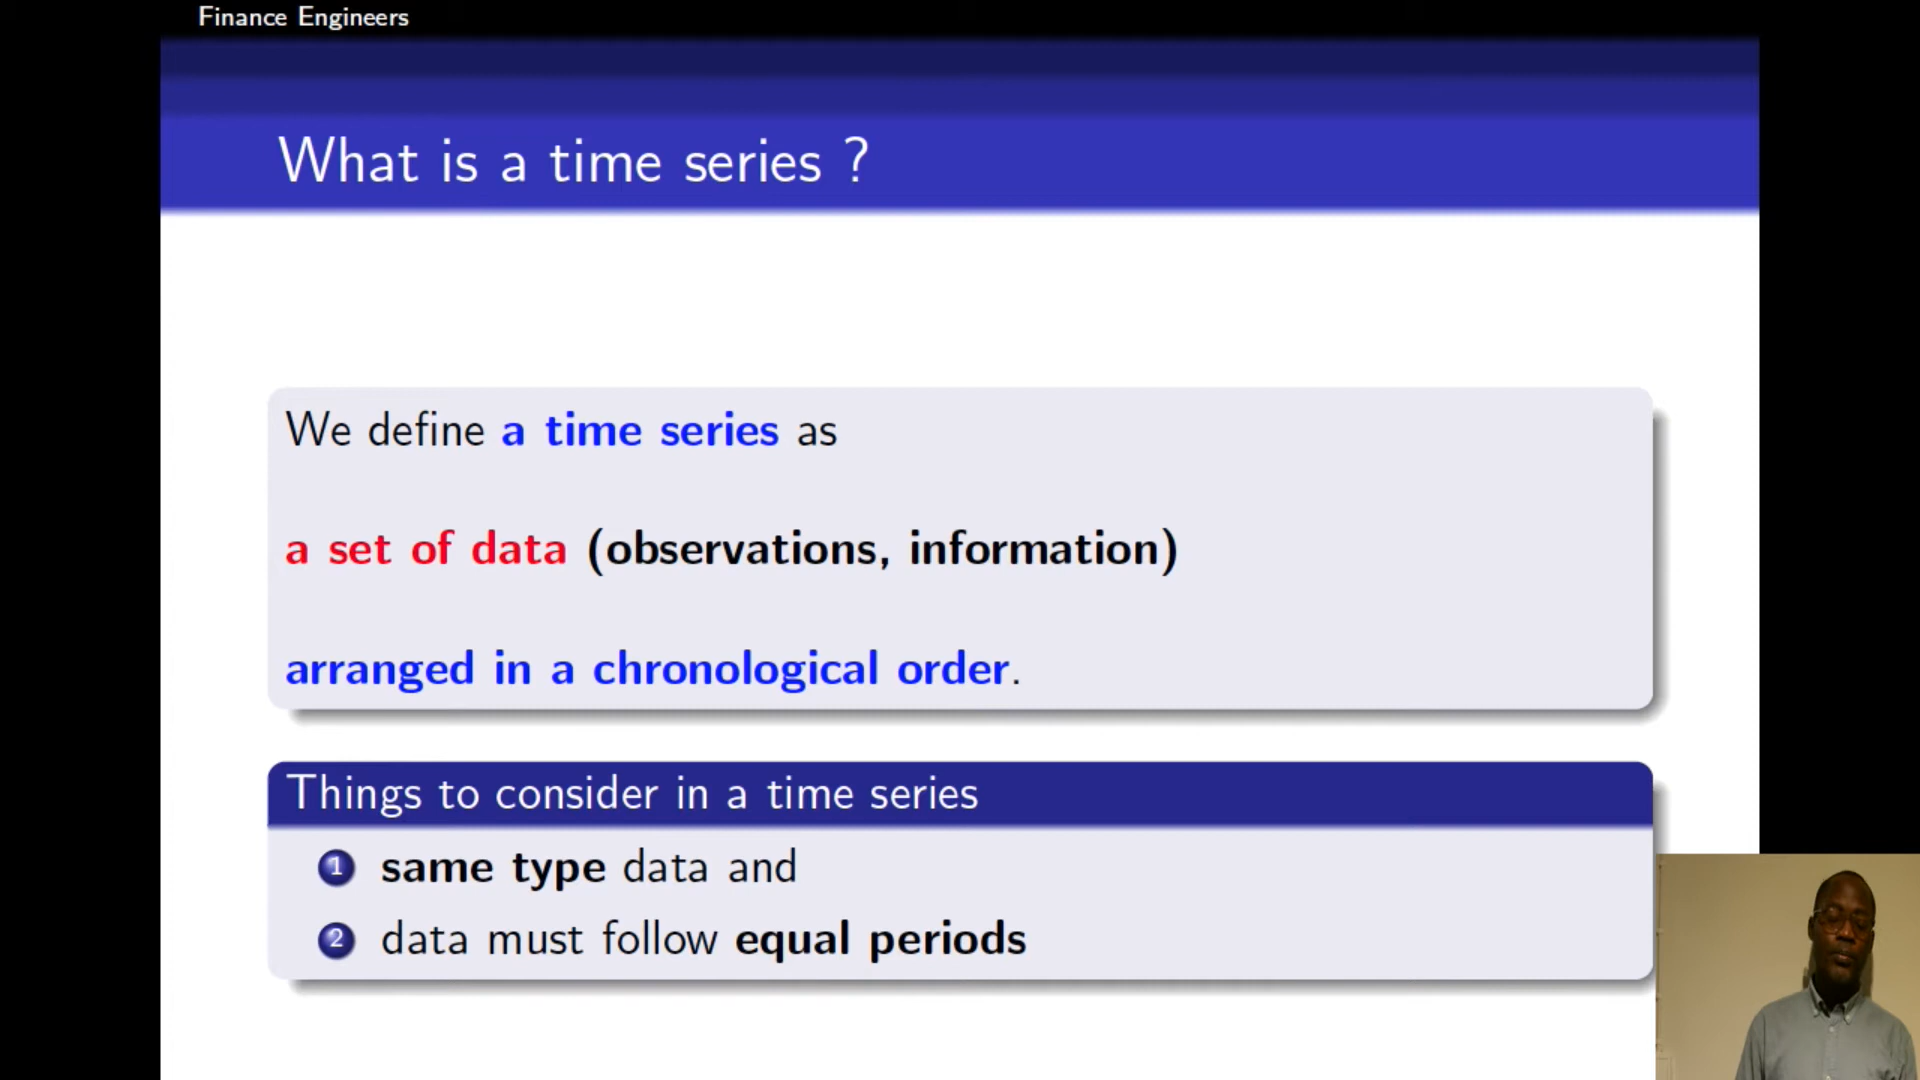 Finance Engineers
What is a time series ?
We define a time series as
a set of data (observations, information)
arranged in a chronological order.
Things to consider in a time series
1 same type data and
2 data must follow equal periods